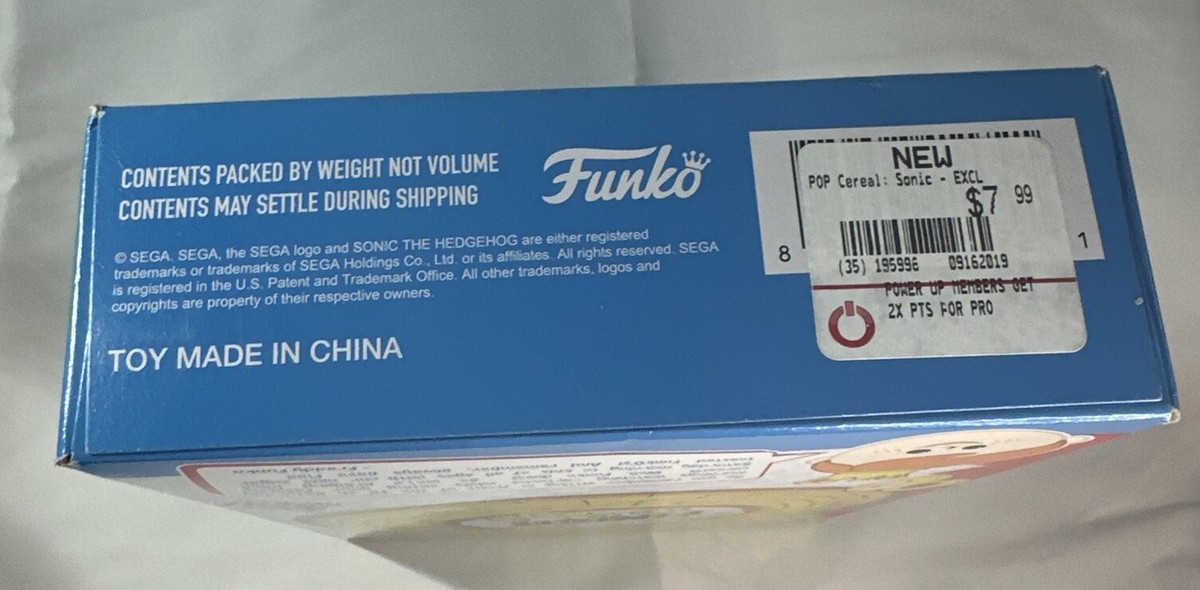 CONTENTS PACKED BY WEIGHT NOT VOLUME
CONTENTS MAY SETTLE DURING SHIPPING
Funko
© SEGA. SEGA, the SEGA logo and SONIC THE HEDGEHOG are either registered
trademarks or trademarks of SEGA Holdings Co., Ltd. or its affiliates. All rights reserved. SEGA
is registered in the U.S. Patent and Trademark Office. All other trademarks, logos and
copyrights are property of their respective owners.
TOY MADE IN CHINA
NEW
POP Cereal: Sonic - EXCL
$7 99
(35) 195996 09162019
POWER UP MEMBERS GET
2X PTS FOR PRO
8 1